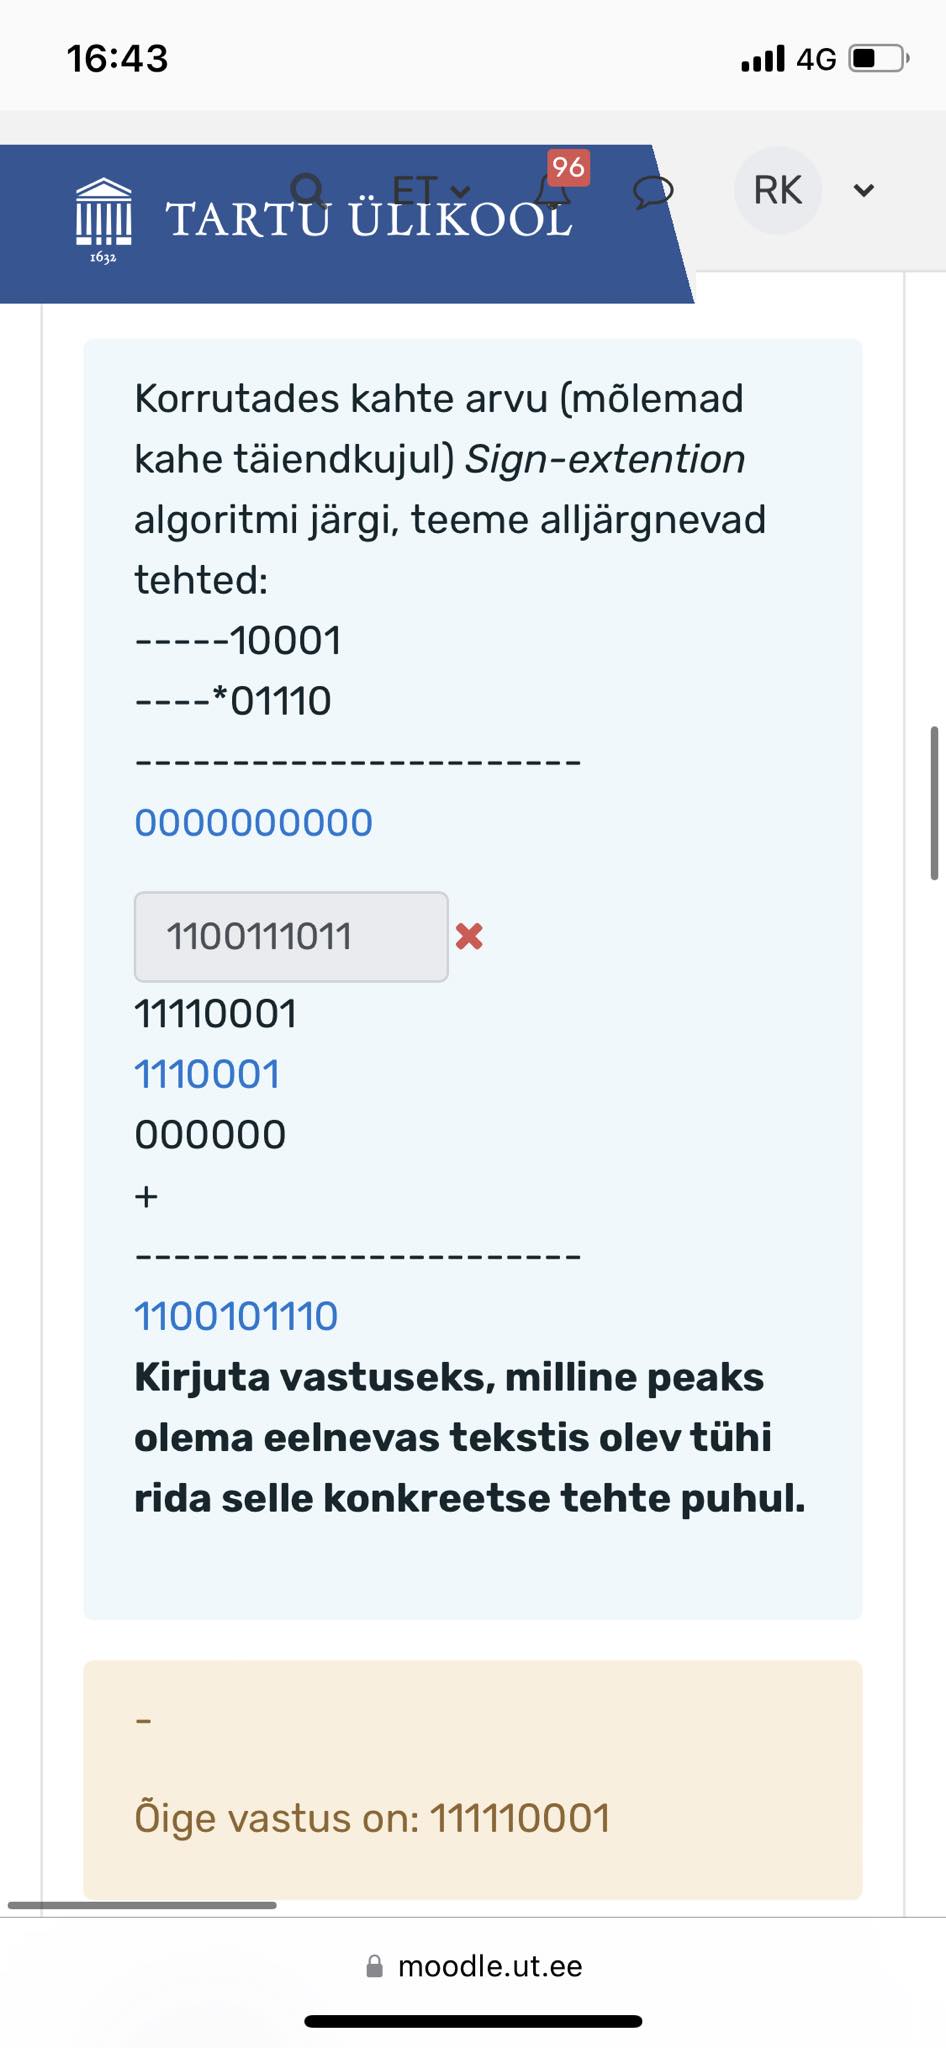 16:43
4G
96
ET
RK
TARTU ÜLIKOOL
1632
Korrutades kahte arvu (mõlemad
kahe täiendkujul) Sign-extention
algoritmi järgi, teeme alljärgnevad
tehted:
-----10001
----*01110
-----------------------
0000000000
1100111011
11110001
1110001
000000
+
-----------------------
1100101110
Kirjuta vastuseks, milline peaks
olema eelnevas tekstis olev tühi
rida selle konkreetse tehte puhul.
-
Õige vastus on: 111110001
moodle.ut.ee